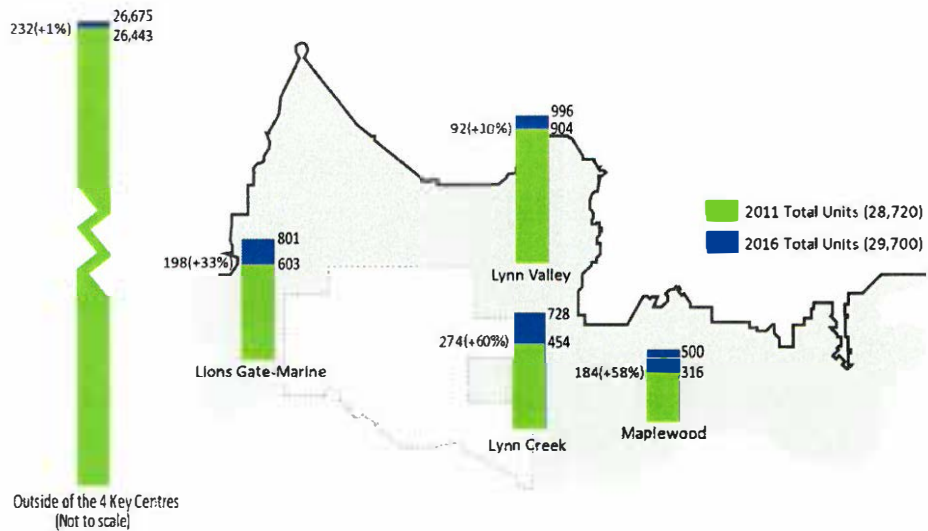 232(+1%)
26,675
26,443
Outside of the 4 Key Centres
(Not to scale)
198(+33%)
801
603
Lions Gate-Marine
92(+10%)
996
904
Lynn Valley
274(+60%)
728
454
Lynn Creek
184(+58%)
500
316
Maplewood
2011 Total Units (28,720)
2016 Total Units (29,700)